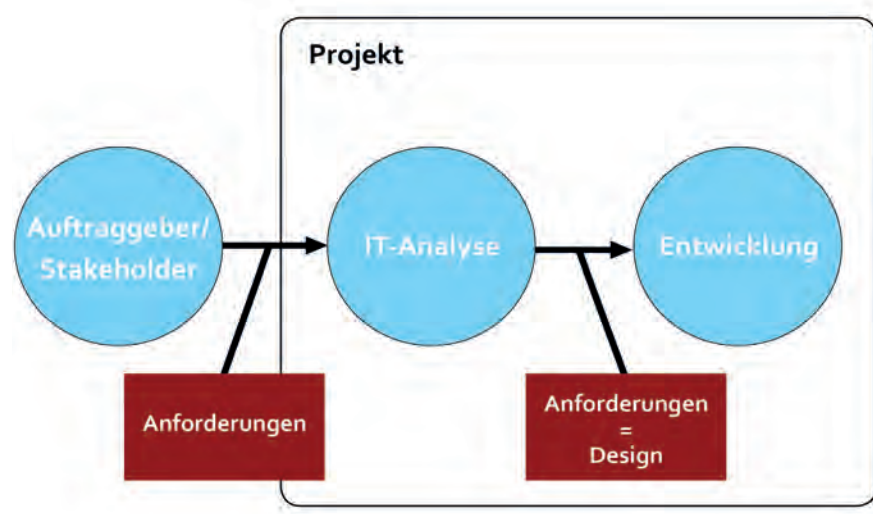 Projekt
Auftraggeber/
Stakeholder
IT-Analyse
Entwicklung
Anforderungen
Anforderungen
=
Design